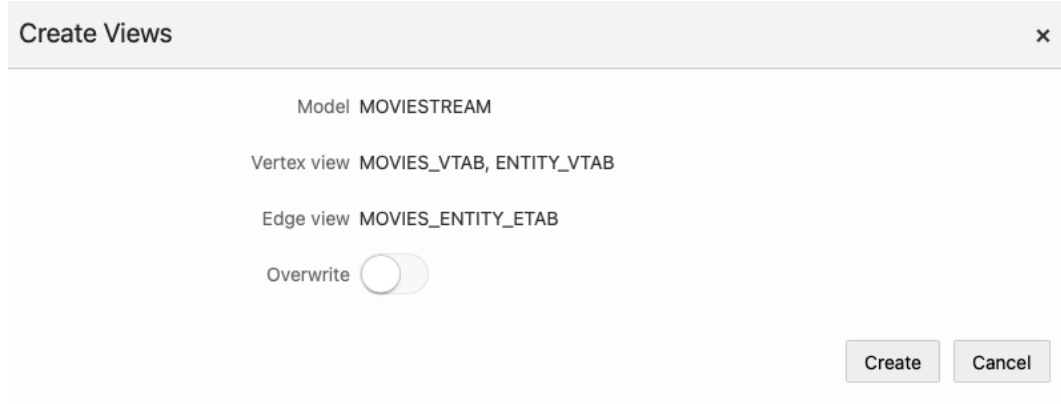 Create Views ×
Model MOVIESTREAM
Vertex view MOVIES_VTAB, ENTITY_VTAB
Edge view MOVIES_ENTITY_ETAB
Overwrite
Create Cancel